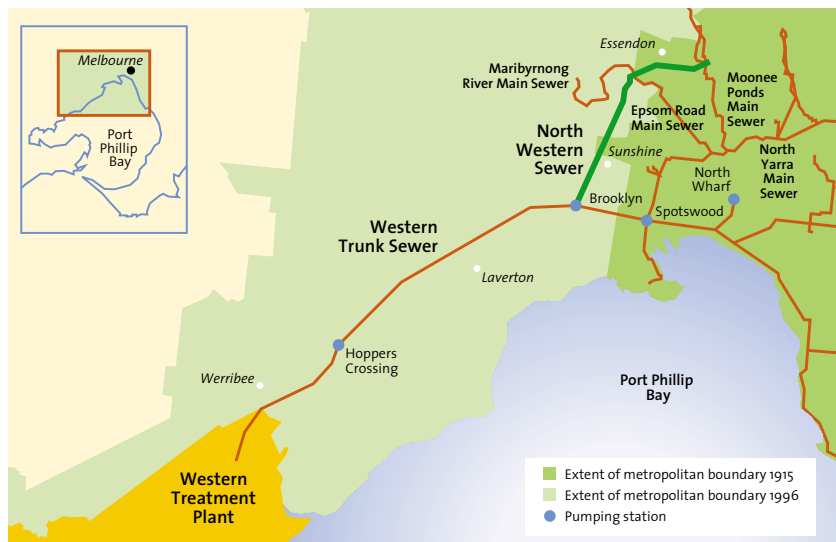 Melbourne
Port
Phillip
Bay
Essendon
Maribyrnong
River Main Sewer
Moonee
Ponds
Main
Sewer
Epsom Road
Main Sewer
North
Western
Sewer
Sunshine
North
Yarra
Main
Sewer
North
Wharf
Brooklyn
Spotswood
Western
Trunk Sewer
Laverton
Hoppers
Crossing
Werribee
Port Phillip
Bay
Western
Treatment
Plant
Extent of metropolitan boundary 1915
Extent of metropolitan boundary 1996
Pumping station